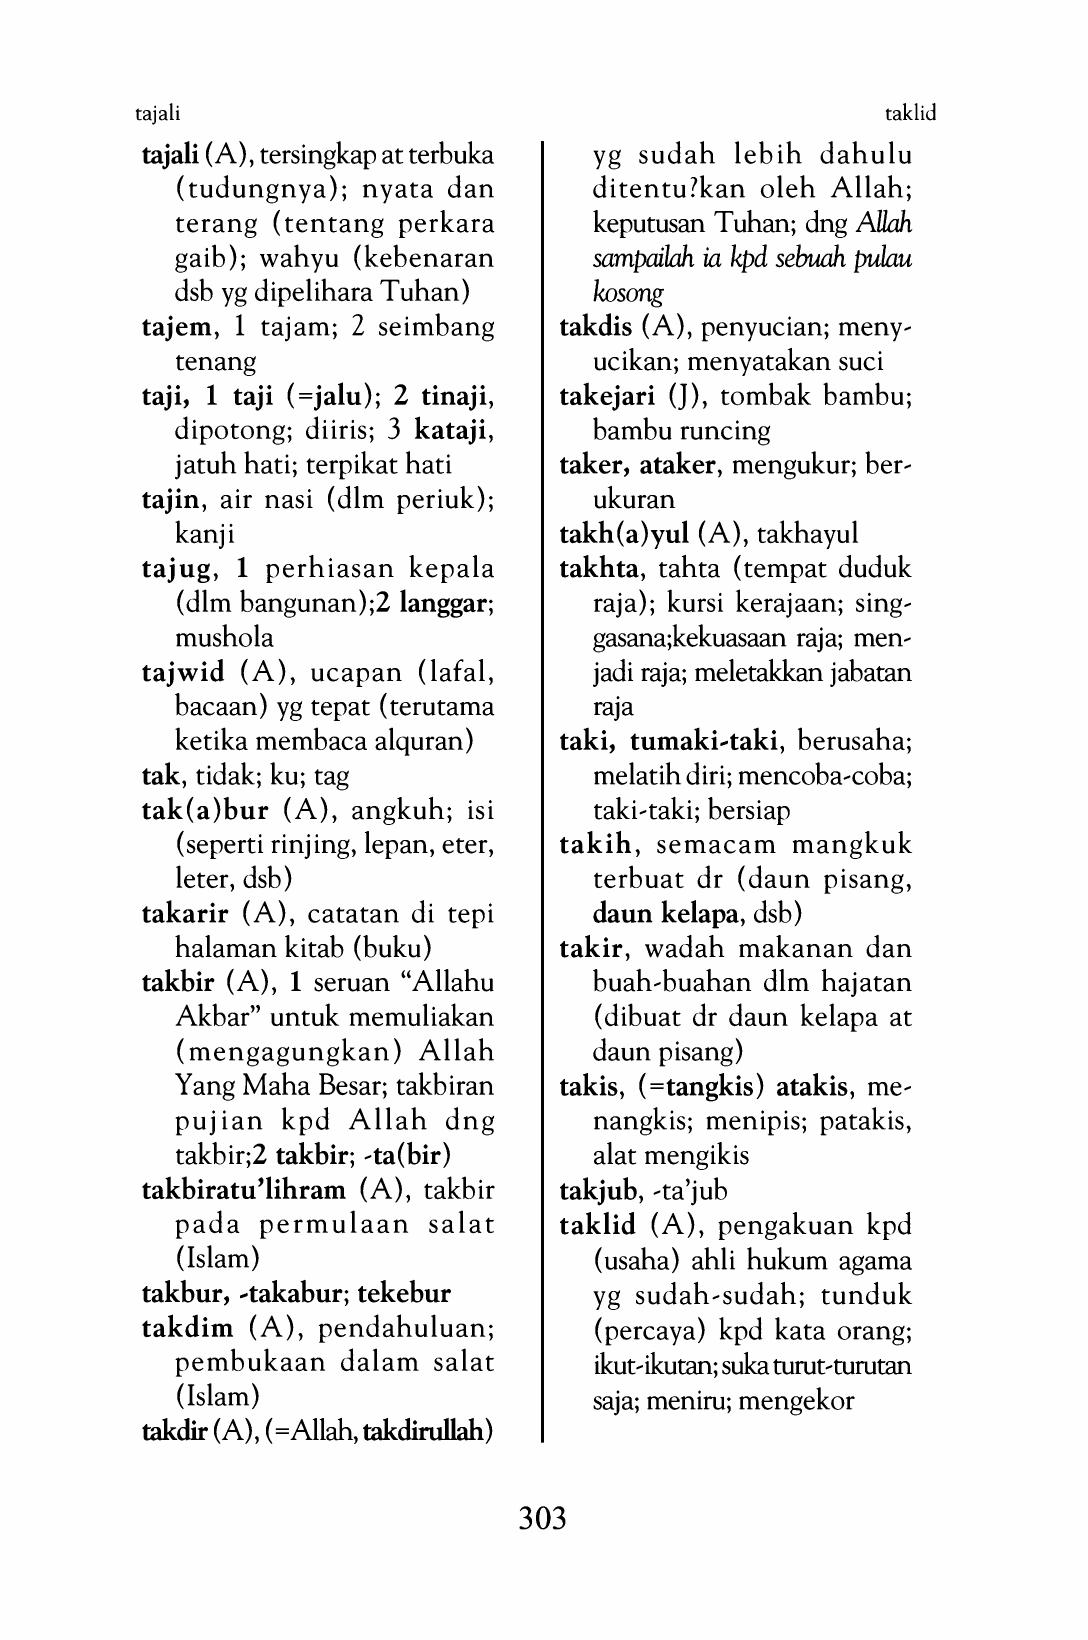 tajali
taklid
tajali (A), tersingkap at terbuka
(tudungnya); nyata dan
terang (tentang perkara
gaib); wahyu (kebenaran
dsb yg dipelihara Tuhan)
tajem, 1 tajam; 2 seimbang
tenang
taji, 1 taji (=jalu); 2 tinaji,
dipotong; diiris; 3 kataji,
jatuh hati; terpikat hati
tajin, air nasi (dlm periuk);
kanji
tajug, 1 perhiasan kepala
(dlm bangunan);2 langgar;
mushola
tajwid (A), ucapan (lafal,
bacaan) yg tepat (terutama
ketika membaca alquran)
tak, tidak; ku; tag
tak(a)bur (A), angkuh; isi
(seperti rinjing, lepan, eter,
leter, dsb)
takarir (A), catatan di tepi
halaman kitab (buku)
takbir (A), 1 seruan “Allahu
Akbar” untuk memuliakan
(mengagungkan) Allah
Yang Maha Besar; takbiran
pujian kpd Allah dng
takbir;2 takbir; -ta(bir)
takbiratu’lihram (A), takbir
pada permulaan salat
(Islam)
takbur, -takabur; tekebur
takdim (A), pendahuluan;
pembukaan dalam salat
(Islam)
takdir (A), (=Allah, takdirullah)
yg sudah lebih dahulu
ditentu?kan oleh Allah;
keputusan Tuhan; dng Allah
sampailah ia kpd sebuah pulau
kosong
takdis (A), penyucian; meny-
ucikan; menyatakan suci
takejari (J), tombak bambu;
bambu runcing
taker, ataker, mengukur; ber-
ukuran
takh(a)yul (A), takhayul
takhta, tahta (tempat duduk
raja); kursi kerajaan; sing-
gasana;kekuasaan raja; men-
jadi raja; meletakkan jabatan
raja
taki, tumaki-taki, berusaha;
melatih diri; mencoba-coba;
taki-taki; bersiap
takih, semacam mangkuk
terbuat dr (daun pisang,
daun kelapa, dsb)
takir, wadah makanan dan
buah-buahan dlm hajatan
(dibuat dr daun kelapa at
daun pisang)
takis, (=tangkis) atakis, me-
nangkis; menipis; patakis,
alat mengikis
takjub, -ta’jub
taklid (A), pengakuan kpd
(usaha) ahli hukum agama
yg sudah-sudah; tunduk
(percaya) kpd kata orang;
ikut-ikutan; suka turut-turutan
saja; meniru; mengekor
303